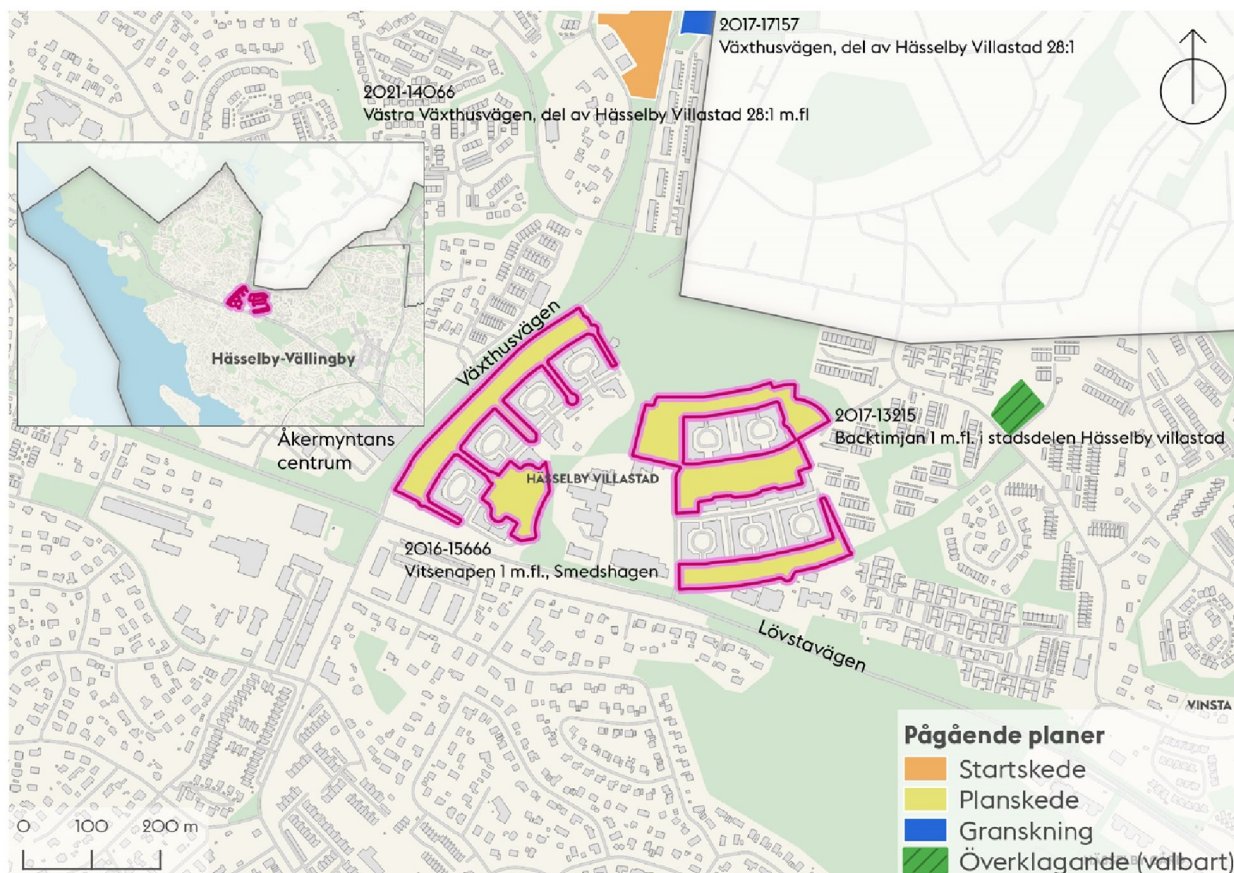 2017-17157
Växthusvägen, del av Hässelby Villastad 28:1
2021-14066
Västra Växthusvägen, del av Hässelby Villastad 28:1 m.fl
Hässelby-Vällingby
Växthusvägen
Åkermyntans
centrum
2017-13215
Backtimjan 1 m.fl. i stadsdelen Hässelby villastad
HÄSSELBY VILLASTAD
2016-15666
Vitsenapen 1 m.fl., Smedshagen
Lövstavägen
VINSTA
Pågående planer
Startskede
Planskede
Granskning
Överklagande (valbart)
0 100 200 m